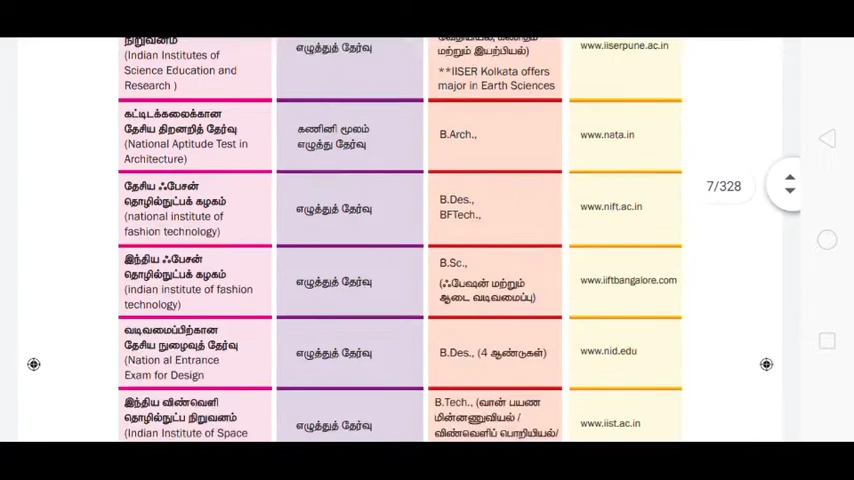 நிறுவனம்
(Indian Institutes of
Science Education and
Research )
எழுத்துத் தேர்வு
மற்றும் இயற்பியல்)
**IISER Kolkata offers
major in Earth Sciences
www.iiserpune.ac.in
கட்டிடக்கலைக்கான
தேசிய திறனறித் தேர்வு
(National Aptitude Test in
Architecture)
கணினி மூலம்
எழுத்து தேர்வு
B.Arch.,
www.nata.in
தேசிய ஃபேசன்
தொழில்நுட்பக் கழகம்
(national institute of
fashion technology)
எழுத்துத் தேர்வு
B.Des.,
BFTech.,
www.nift.ac.in
7/328
இந்திய ஃபேசன்
தொழில்நுட்பக் கழகம்
(indian institute of fashion
technology)
எழுத்துத் தேர்வு
B.Sc.,
(ஃபேஷன் மற்றும்
ஆடை வடிவமைப்பு)
www.iiftbangalore.com
வடிவமைப்பிற்கான
தேசிய நுழைவுத் தேர்வு
(Nation al Entrance
Exam for Design
எழுத்துத் தேர்வு
B.Des., (4 ஆண்டுகள்)
www.nid.edu
இந்திய விண்வெளி
தொழில்நுட்ப நிறுவனம்
(Indian Institute of Space
எழுத்துத் தேர்வு
B.Tech., (வான் பயண
மின்னணுவியல் /
விண்வெளிப் பொறியியல்/
www.iist.ac.in